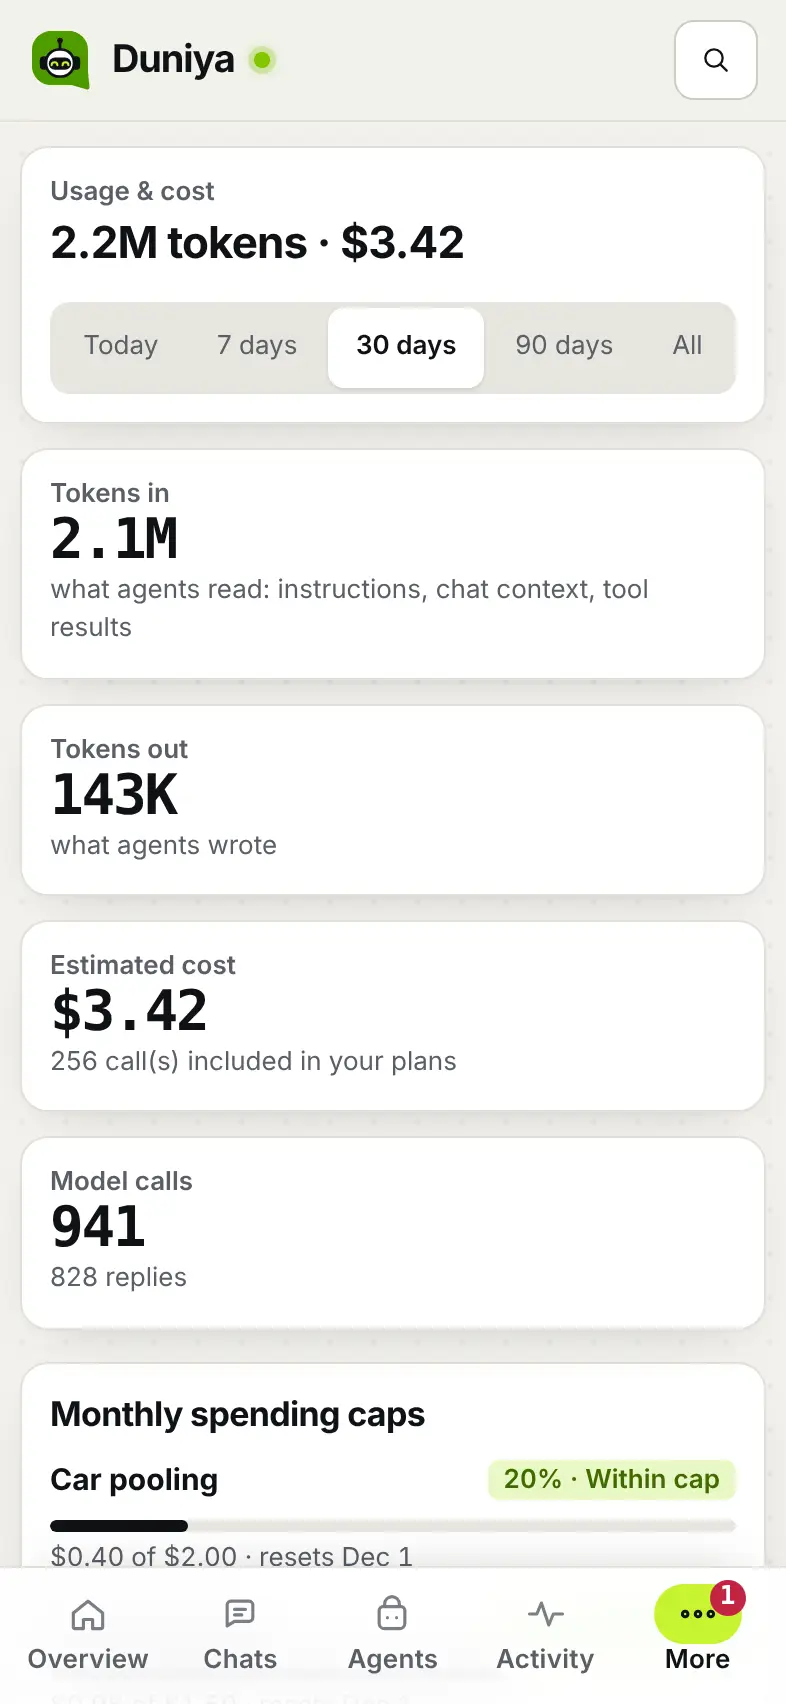 Duniya
Usage & cost
2.2M tokens · $3.42
Today 7 days 30 days 90 days All
Tokens in
2.1M
what agents read: instructions, chat context, tool
results
Tokens out
143K
what agents wrote
Estimated cost
$3.42
256 call(s) included in your plans
Model calls
941
828 replies
Monthly spending caps
Car pooling 20% · Within cap
$0.40 of $2.00 · resets Dec 1
1
Overview Chats Agents Activity More